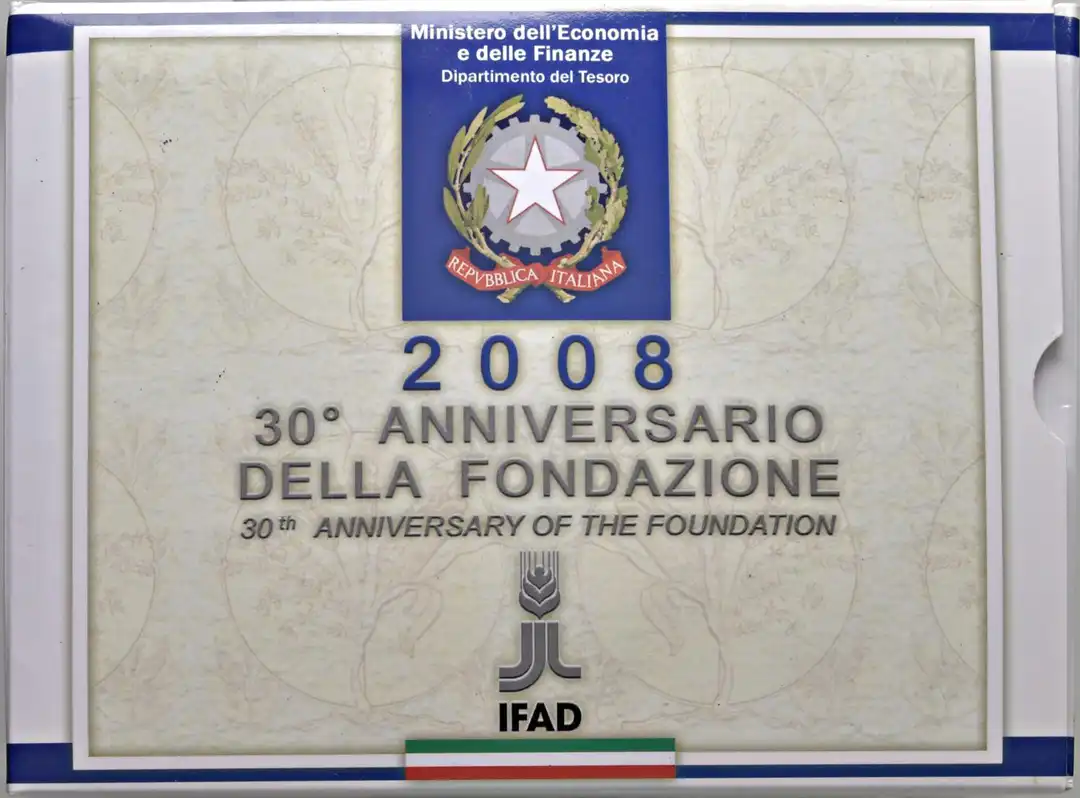 Ministero dell'Economia
e delle Finanze
Dipartimento del Tesoro
REPVBBLICA ITALIANA
2008
30° ANNIVERSARIO
DELLA FONDAZIONE
30th ANNIVERSARY OF THE FOUNDATION
IFAD